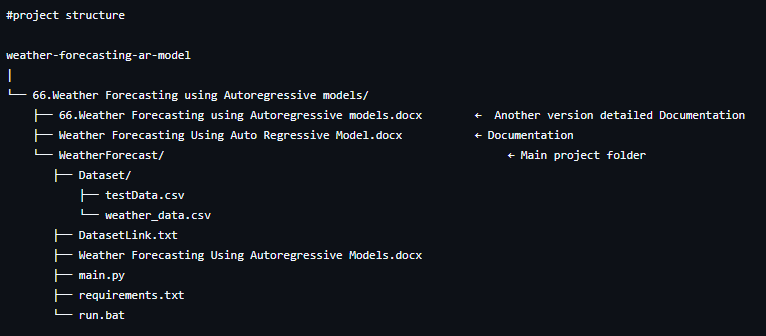 #project structure
weather-forecasting-ar-model
|
└── 66.Weather Forecasting using Autoregressive models/
    ├── 66.Weather Forecasting using Autoregressive models.docx        ← Another version detailed Documentation
    ├── Weather Forecasting Using Auto Regressive Model.docx           ← Documentation
    └── WeatherForecast/                                               ← Main project folder
        ├── Dataset/
            ├── testData.csv
            └── weather_data.csv
        ├── DatasetLink.txt
        ├── Weather Forecasting Using Autoregressive Models.docx
        ├── main.py
        ├── requirements.txt
        └── run.bat